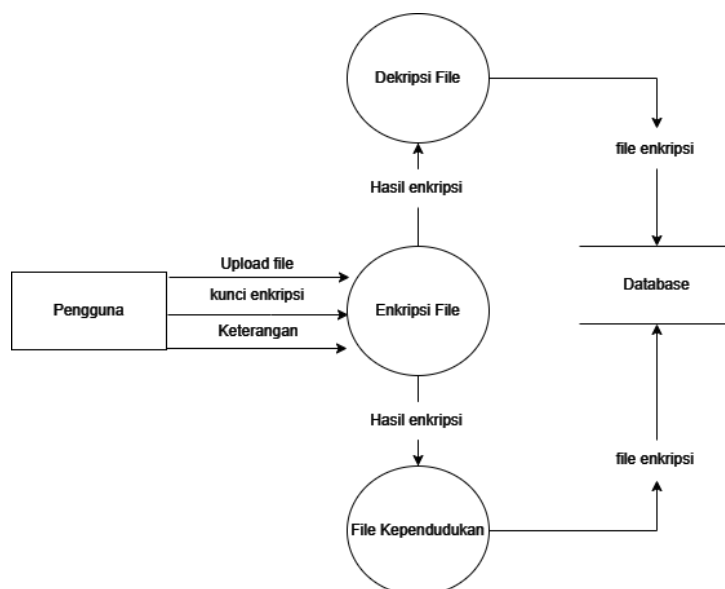 Dekripsi File
file enkripsi
Hasil enkripsi
Upload file
kunci enkripsi
Keterangan
Pengguna
Enkripsi File
Database
Hasil enkripsi
file enkripsi
File Kependudukan